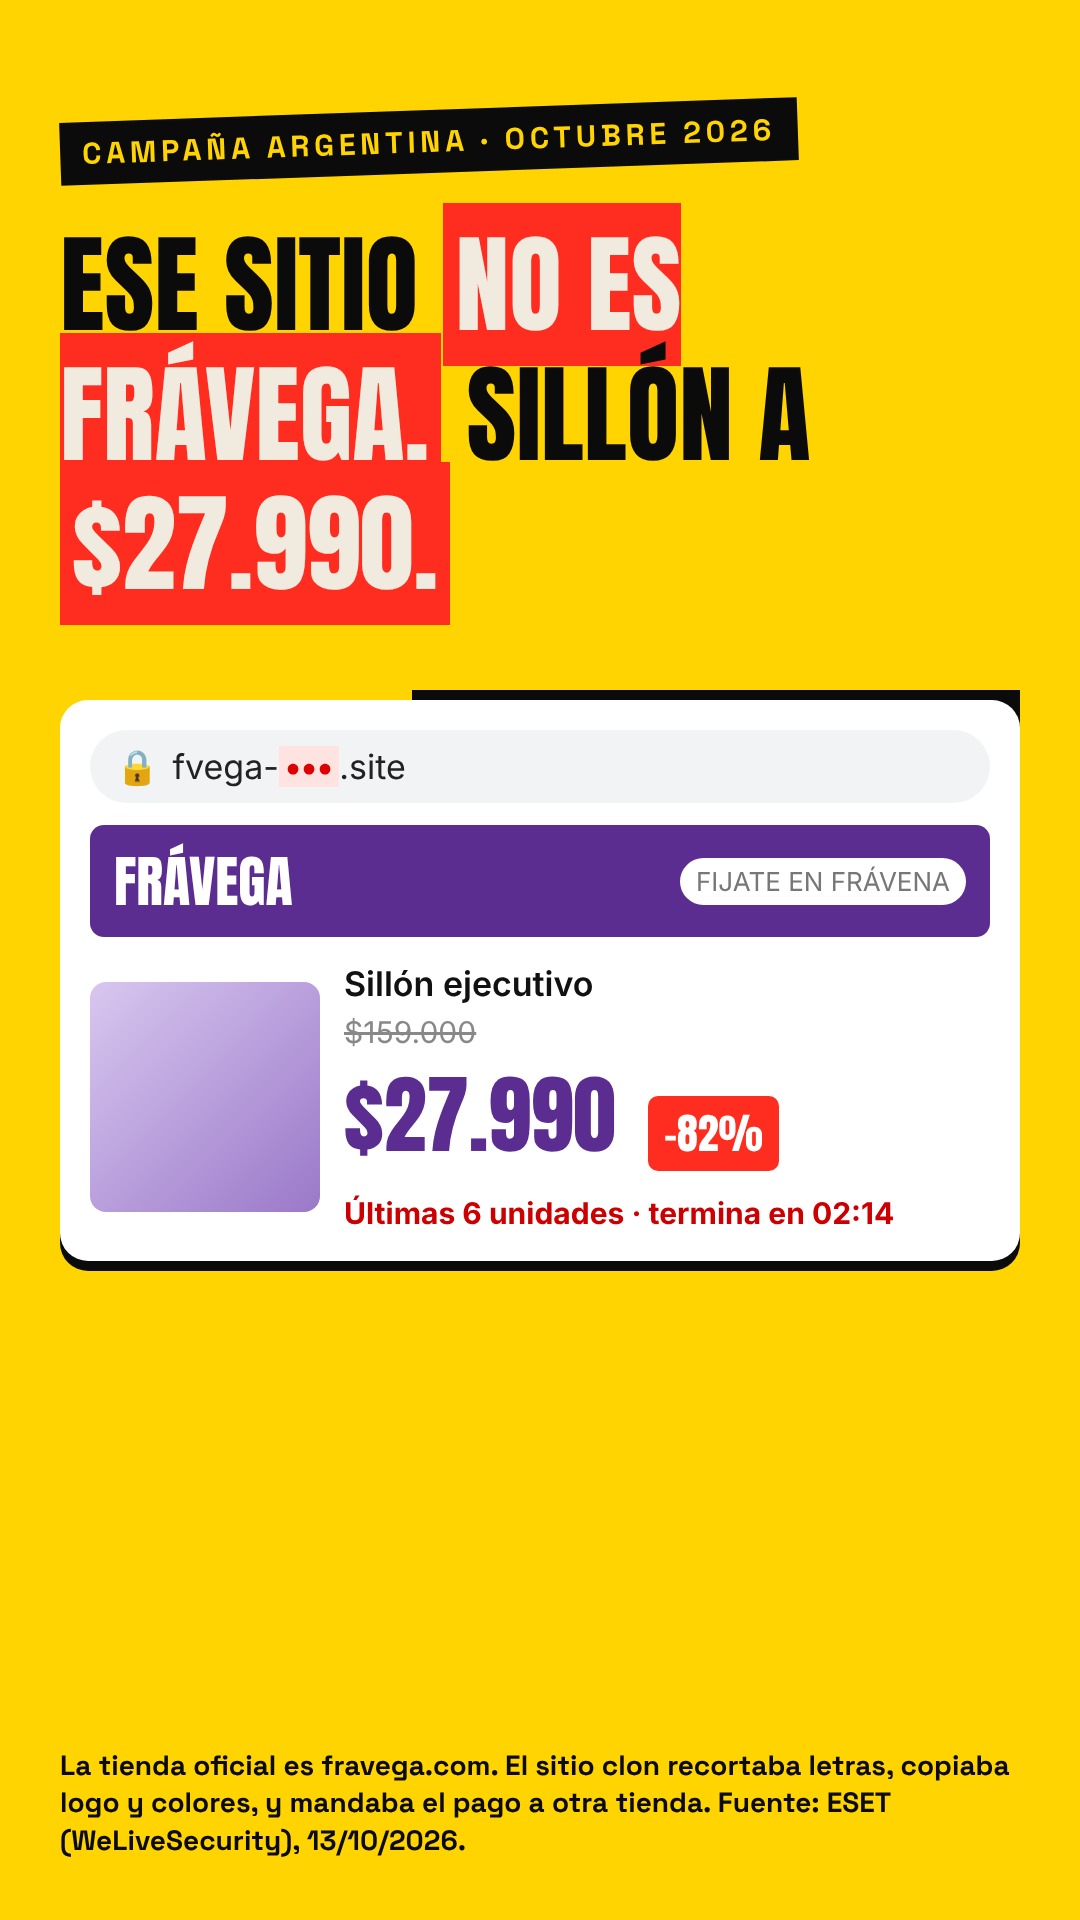 CAMPAÑA ARGENTINA · OCTUBRE 2026
ESE SITIO NO ES
FRÁVEGA. SILLÓN A
$27.990.
fvega-•••.site
FRÁVEGA
FIJATE EN FRÁVENA
Sillón ejecutivo
$159.000
$27.990
-82%
Últimas 6 unidades · termina en 02:14
La tienda oficial es fravega.com. El sitio clon recortaba letras, copiaba
logo y colores, y mandaba el pago a otra tienda. Fuente: ESET
(WeLiveSecurity), 13/10/2026.